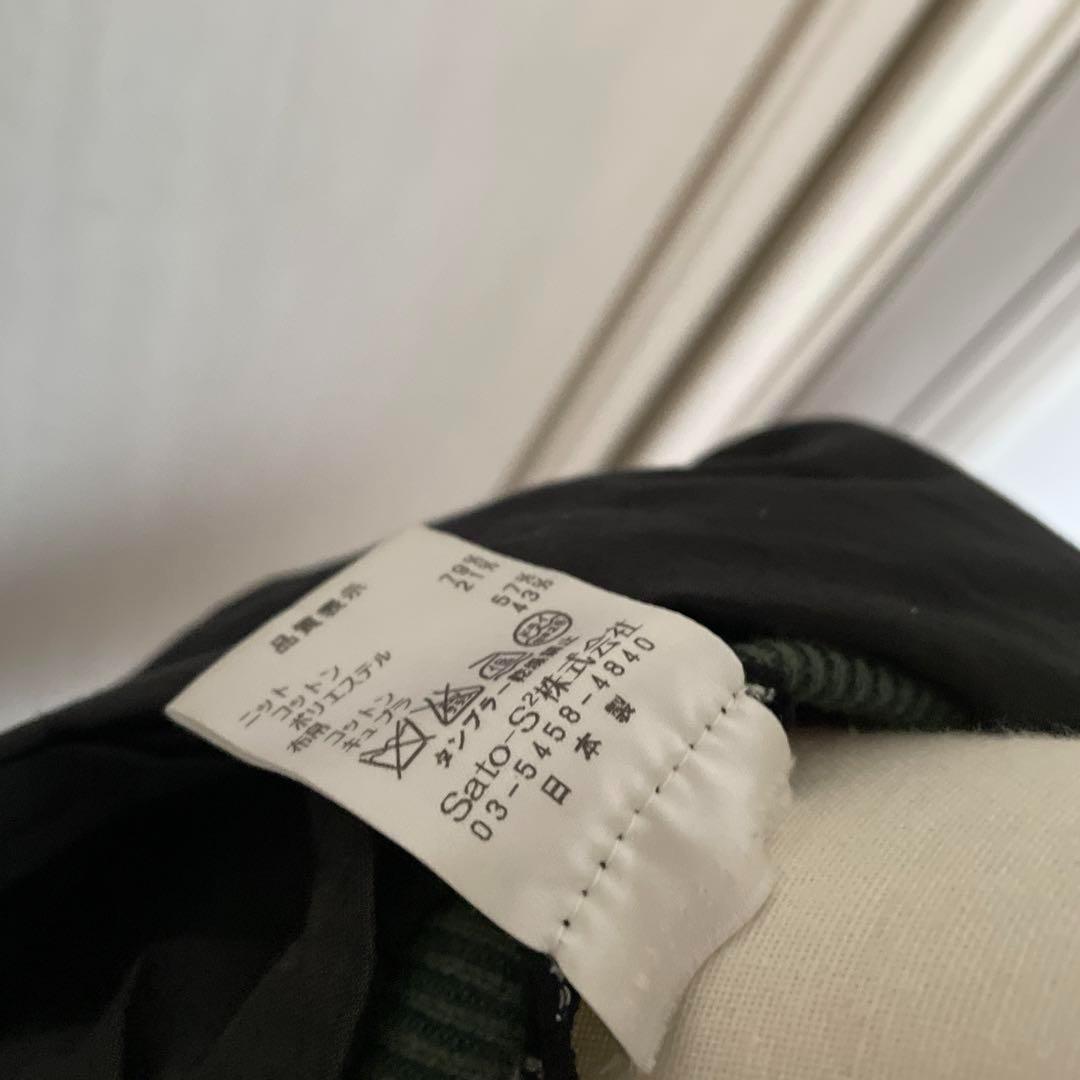 品質表示
ニット
コットン 79%
ポリエステル 21%
布帛
コットン 57%
キュプラ 43%
タンブラー乾燥禁止
Sato-S²株式会社
03-5458-4840
日本製